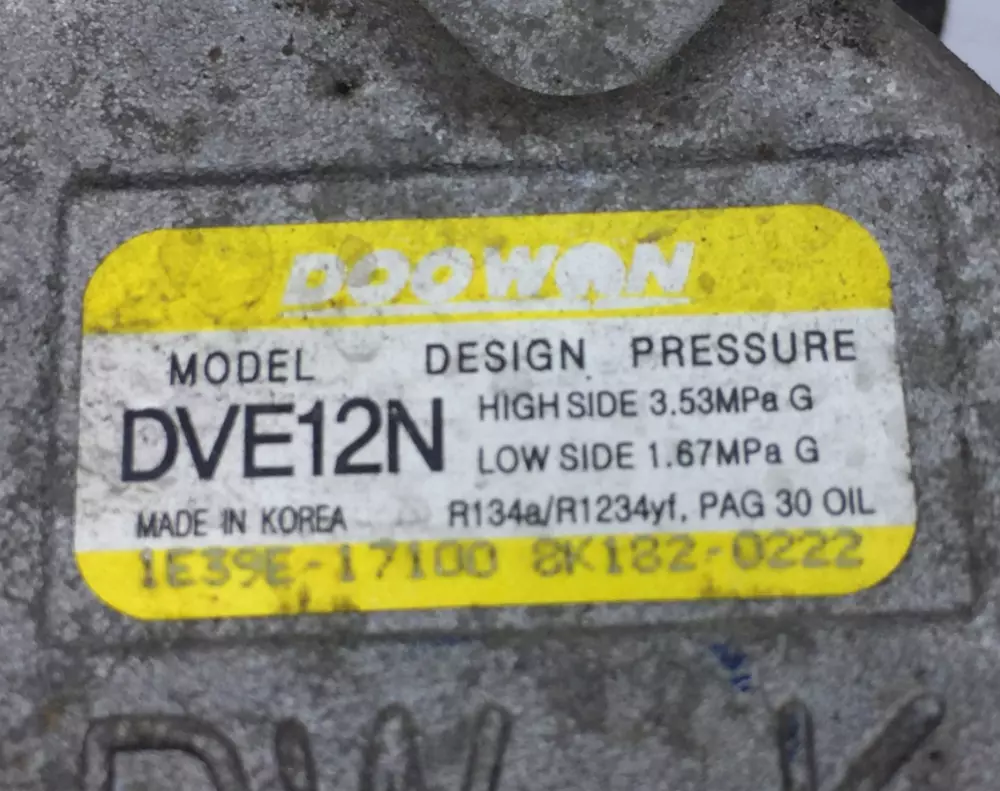 DOOWON
MODEL DESIGN PRESSURE
DVE12N HIGH SIDE 3.53MPa G
LOW SIDE 1.67MPa G
MADE IN KOREA R134a/R1234yf, PAG 30 OIL
1E39E-17100 8K182-0222